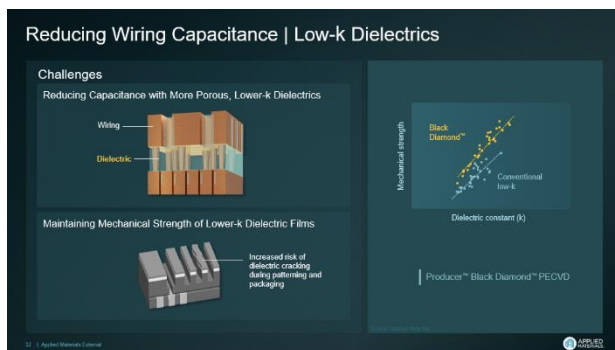 Reducing Wiring Capacitance | Low-k Dielectrics
Challenges
Reducing Capacitance with More Porous, Lower-k Dielectrics
Wiring
Dielectric
Maintaining Mechanical Strength of Lower-k Dielectric Films
Increased risk of
dielectric cracking
during patterning and
packaging
Mechanical strength
Black
Diamond™
Conventional
low-k
Dielectric constant (k)
Producer™ Black Diamond™ PECVD
32 | Applied Materials External
APPLIED
MATERIALS